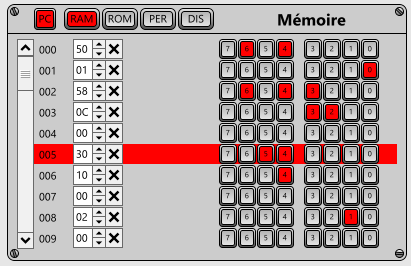 PC RAM ROM PER DIS Mémoire
000 50 7 6 5 4 3 2 1 0
001 01 7 6 5 4 3 2 1 0
002 58 7 6 5 4 3 2 1 0
003 0C 7 6 5 4 3 2 1 0
004 00 7 6 5 4 3 2 1 0
005 30 7 6 5 4 3 2 1 0
006 10 7 6 5 4 3 2 1 0
007 00 7 6 5 4 3 2 1 0
008 02 7 6 5 4 3 2 1 0
009 00 7 6 5 4 3 2 1 0